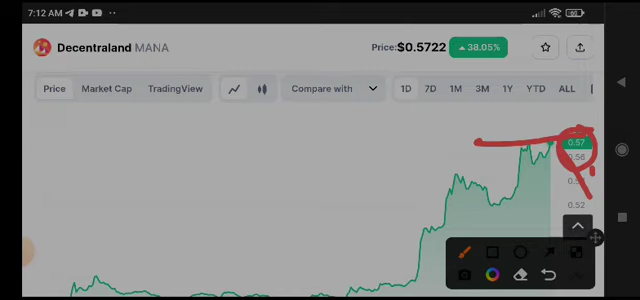 7:12 AM
Decentraland MANA
Price:$0.5722 38.05%
Price Market Cap TradingView Compare with 1D 7D 1M 3M 1Y YTD ALL
0.57
0.56
0.52